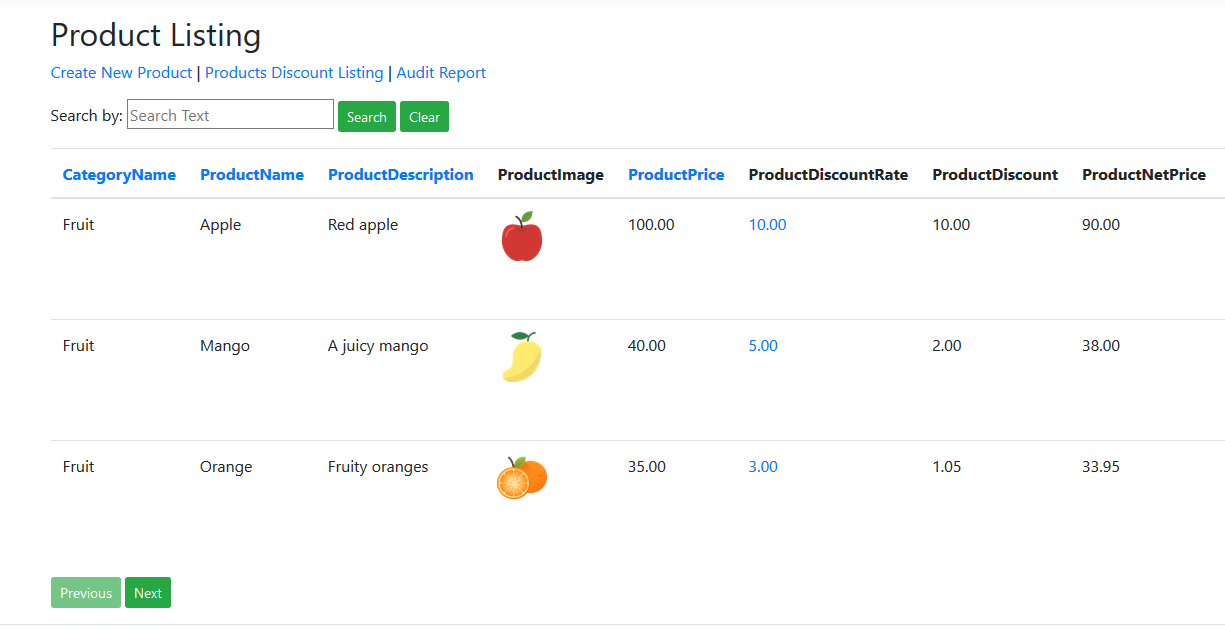 Product Listing
Create New Product | Products Discount Listing | Audit Report
Search by: Search Text Search Clear
CategoryName ProductName ProductDescription ProductImage ProductPrice ProductDiscountRate ProductDiscount ProductNetPrice
Fruit Apple Red apple 100.00 10.00 10.00 90.00
Fruit Mango A juicy mango 40.00 5.00 2.00 38.00
Fruit Orange Fruity oranges 35.00 3.00 1.05 33.95
Previous Next